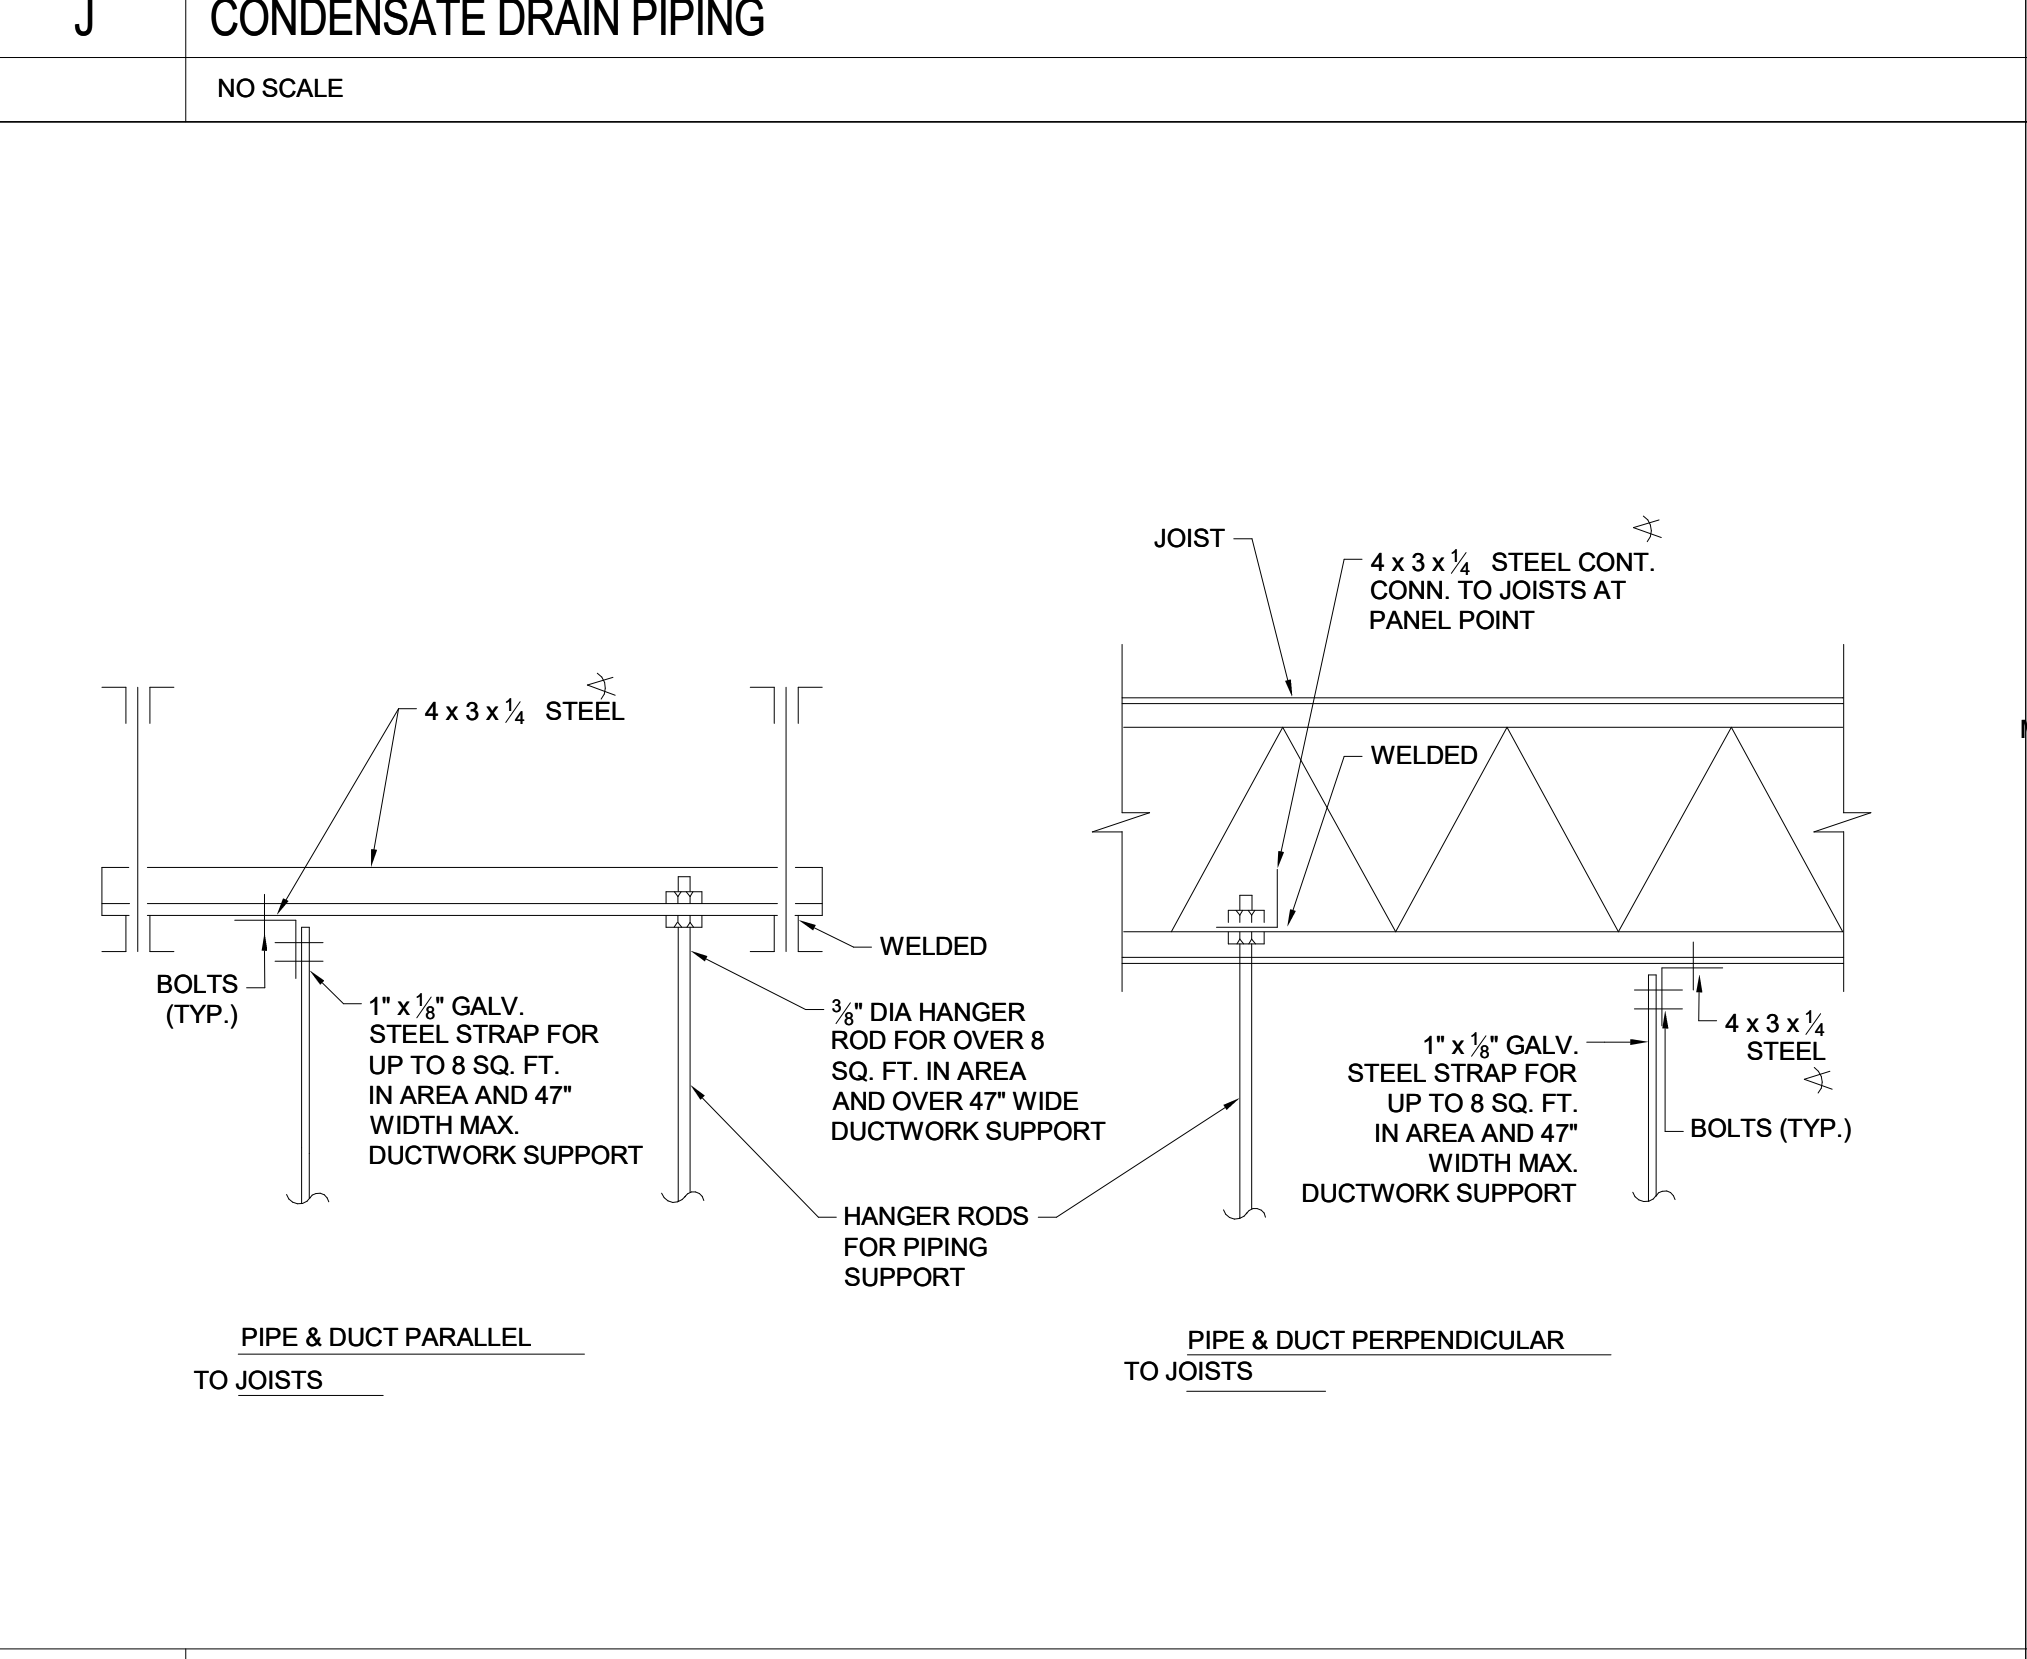 J
CONDENSATE DRAIN PIPING
NO SCALE
4 x 3 x 1⁄4 ∢ STEEL
BOLTS
(TYP.)
1" x 1⁄8" GALV.
STEEL STRAP FOR
UP TO 8 SQ. FT.
IN AREA AND 47"
WIDTH MAX.
DUCTWORK SUPPORT
WELDED
3⁄8" DIA HANGER
ROD FOR OVER 8
SQ. FT. IN AREA
AND OVER 47" WIDE
DUCTWORK SUPPORT
HANGER RODS
FOR PIPING
SUPPORT
PIPE & DUCT PARALLEL
TO JOISTS
JOIST
4 x 3 x 1⁄4 ∢ STEEL CONT.
CONN. TO JOISTS AT
PANEL POINT
WELDED
1" x 1⁄8" GALV.
STEEL STRAP FOR
UP TO 8 SQ. FT.
IN AREA AND 47"
WIDTH MAX.
DUCTWORK SUPPORT
4 x 3 x 1⁄4
STEEL
∢
BOLTS (TYP.)
PIPE & DUCT PERPENDICULAR
TO JOISTS